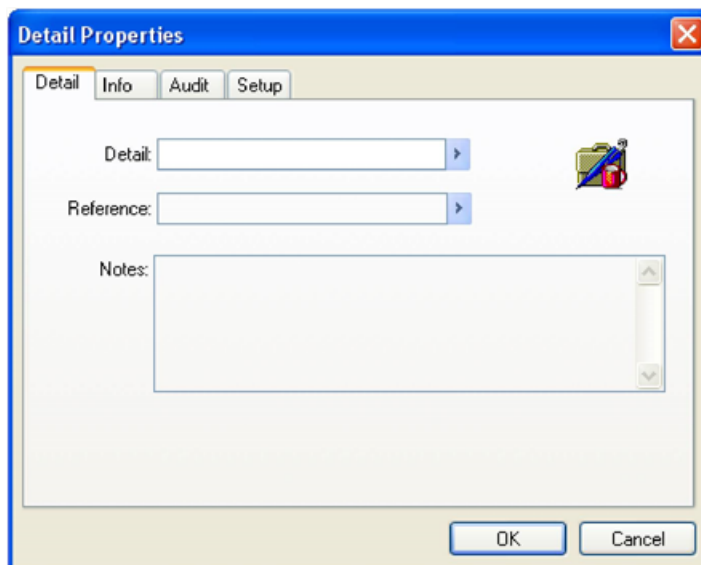 Detail Properties
Detail Info Audit Setup
Detail:
Reference:
Notes:
OK Cancel